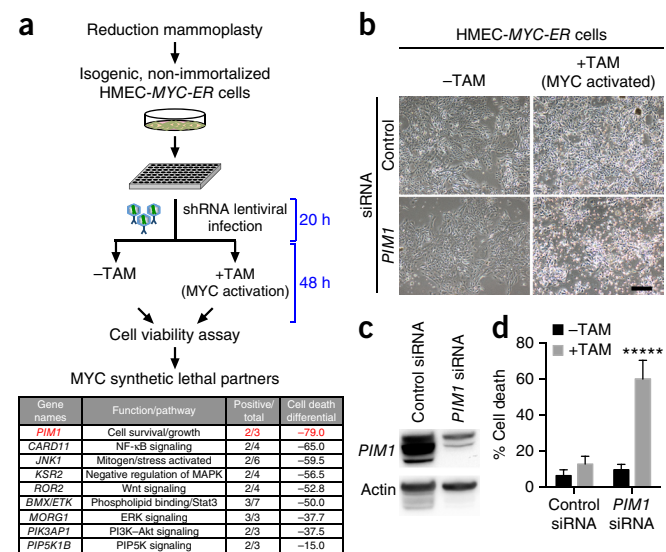 a
Reduction mammoplasty
Isogenic, non-immortalized
HMEC-MYC-ER cells
shRNA lentiviral
infection
20 h
–TAM
+TAM
(MYC activation)
48 h
Cell viability assay
MYC synthetic lethal partners
Gene names Function/pathway Positive/total Cell death differential
PIM1 Cell survival/growth 2/3 –79.0
CARD11 NF-κB signaling 2/4 –65.0
JNK1 Mitogen/stress activated 2/6 –59.5
KSR2 Negative regulation of MAPK 2/4 –56.5
ROR2 Wnt signaling 2/4 –52.8
BMX/ETK Phospholipid binding/Stat3 3/7 –50.0
MORG1 ERK signaling 3/3 –37.7
PIK3AP1 PI3K–Akt signaling 2/3 –37.5
PIP5K1B PIP5K signaling 2/3 –15.0
b
HMEC-MYC-ER cells
–TAM
+TAM
(MYC activated)
siRNA
Control
PIM1
c
Control siRNA
PIM1 siRNA
PIM1
Actin
d
–TAM
+TAM
*****
% Cell death
80
60
40
20
0
Control
siRNA
PIM1
siRNA